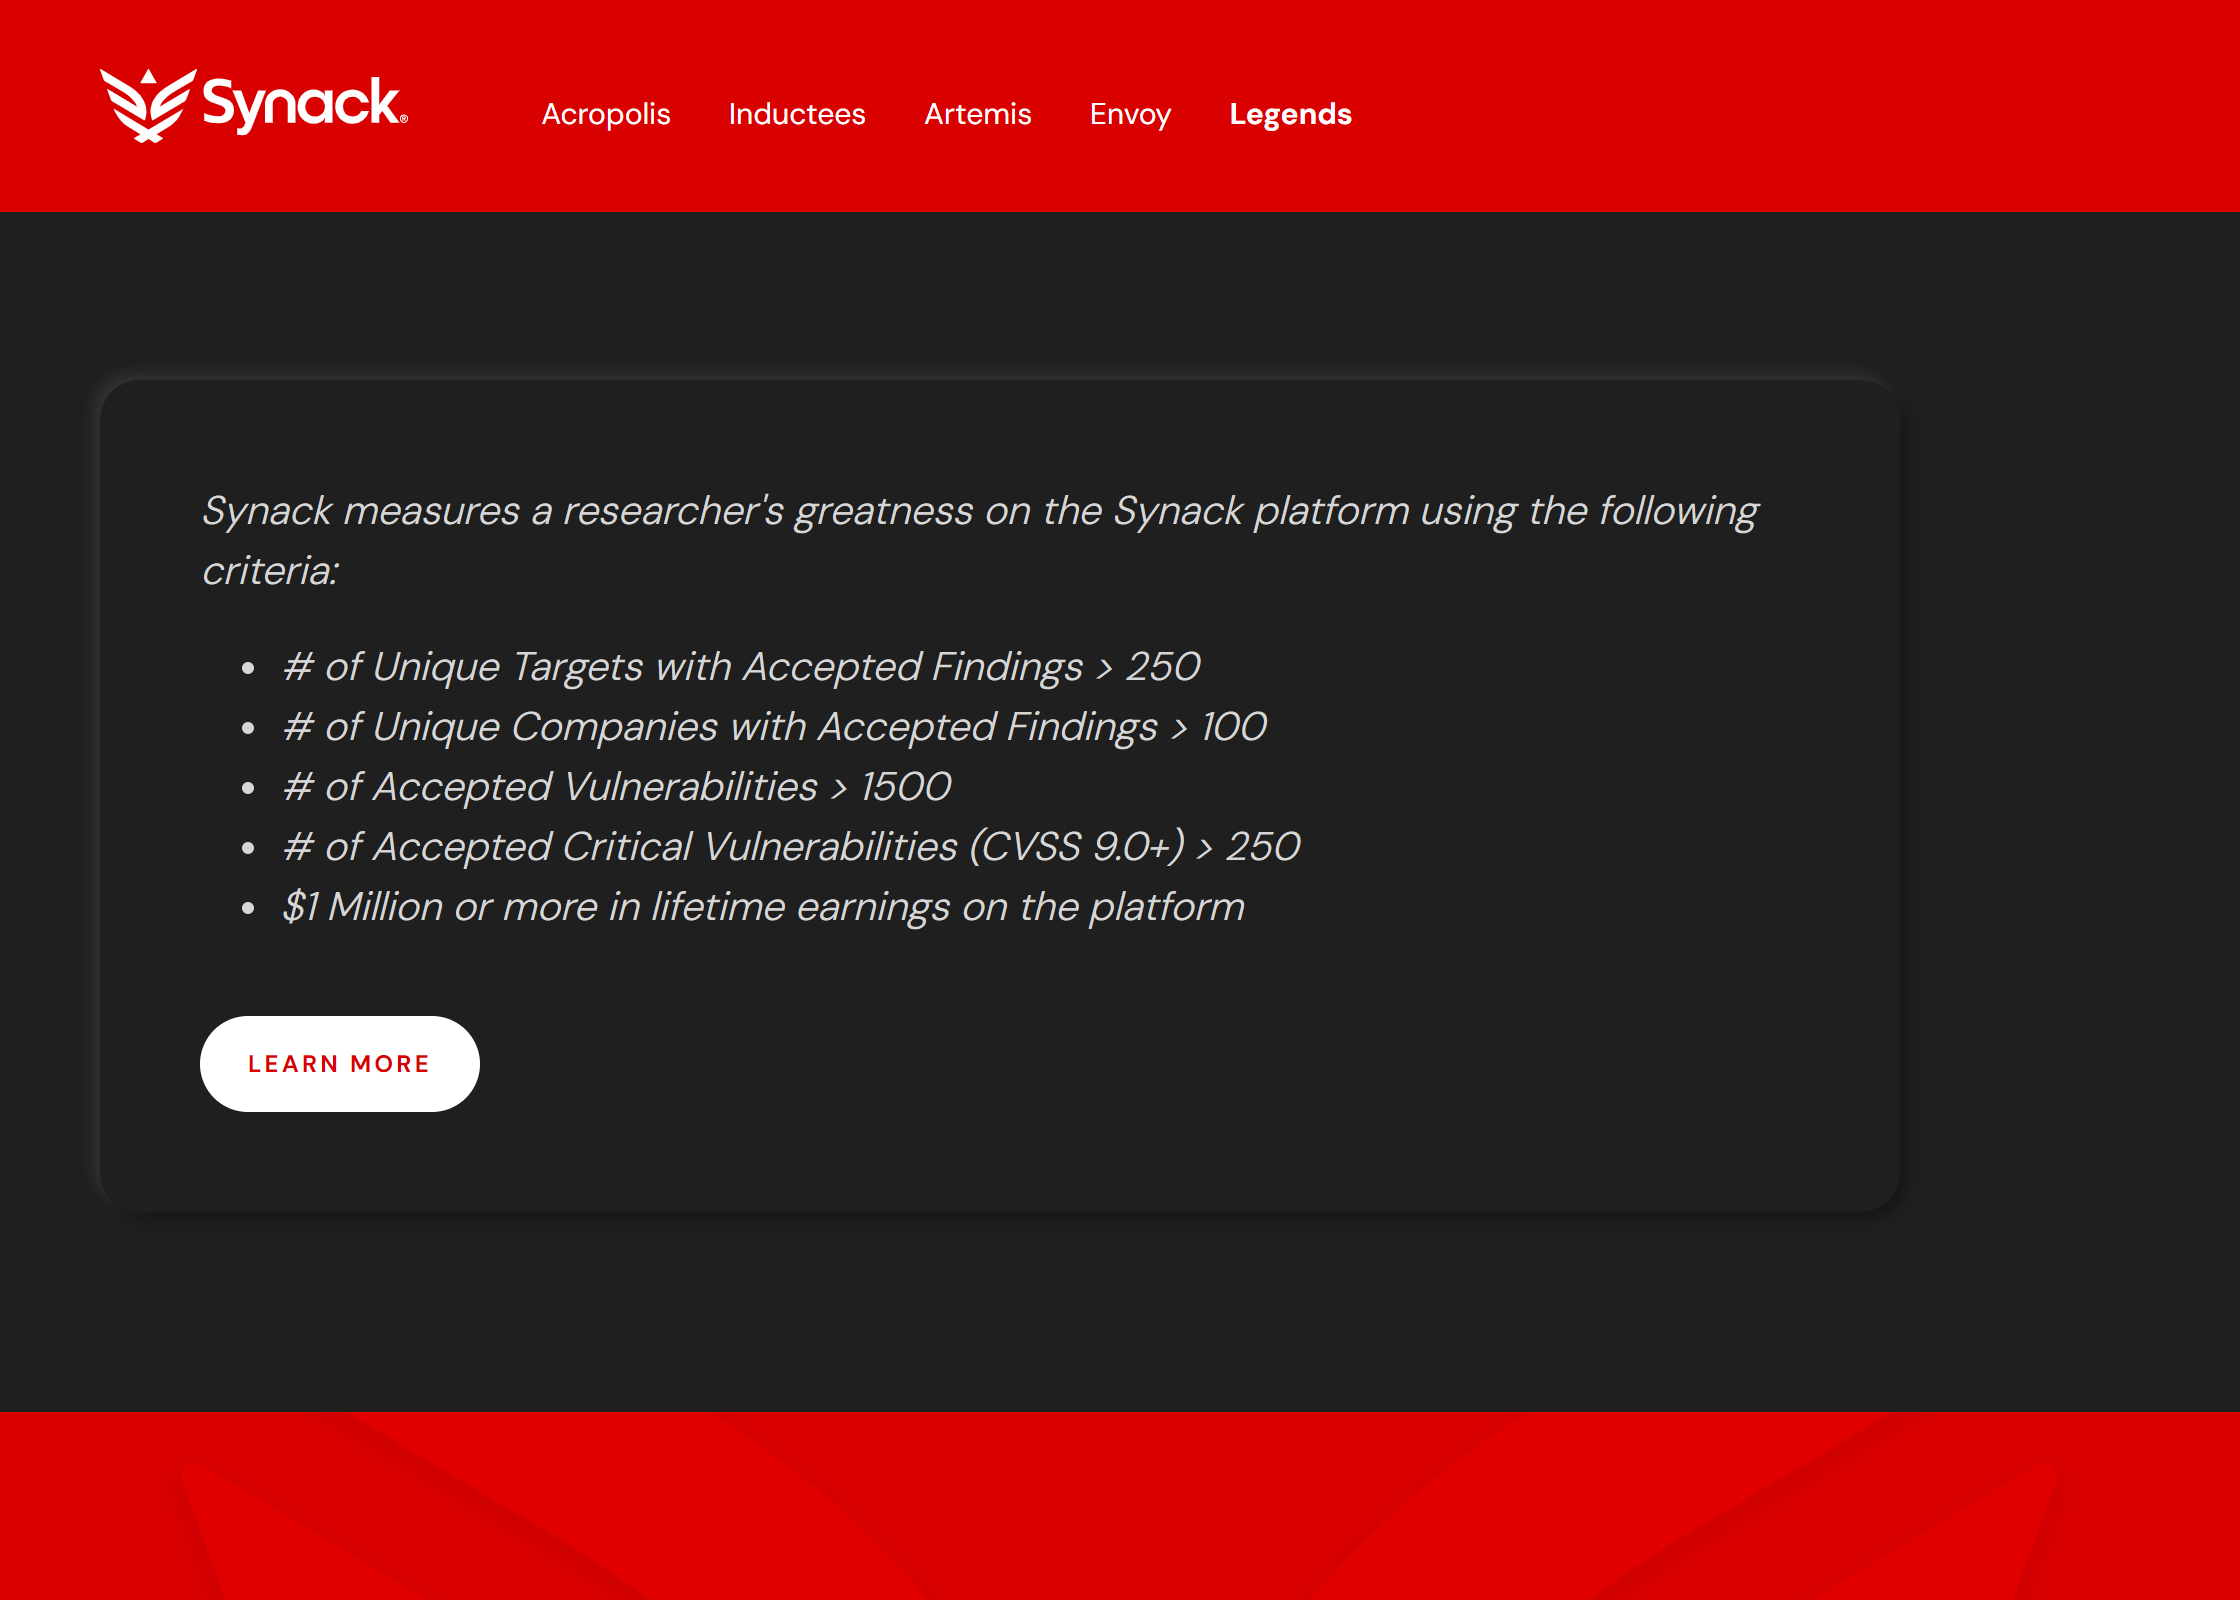 Synack®
Acropolis Inductees Artemis Envoy Legends
Synack measures a researcher's greatness on the Synack platform using the following
criteria:
• # of Unique Targets with Accepted Findings > 250
• # of Unique Companies with Accepted Findings > 100
• # of Accepted Vulnerabilities > 1500
• # of Accepted Critical Vulnerabilities (CVSS 9.0+) > 250
• $1 Million or more in lifetime earnings on the platform
LEARN MORE